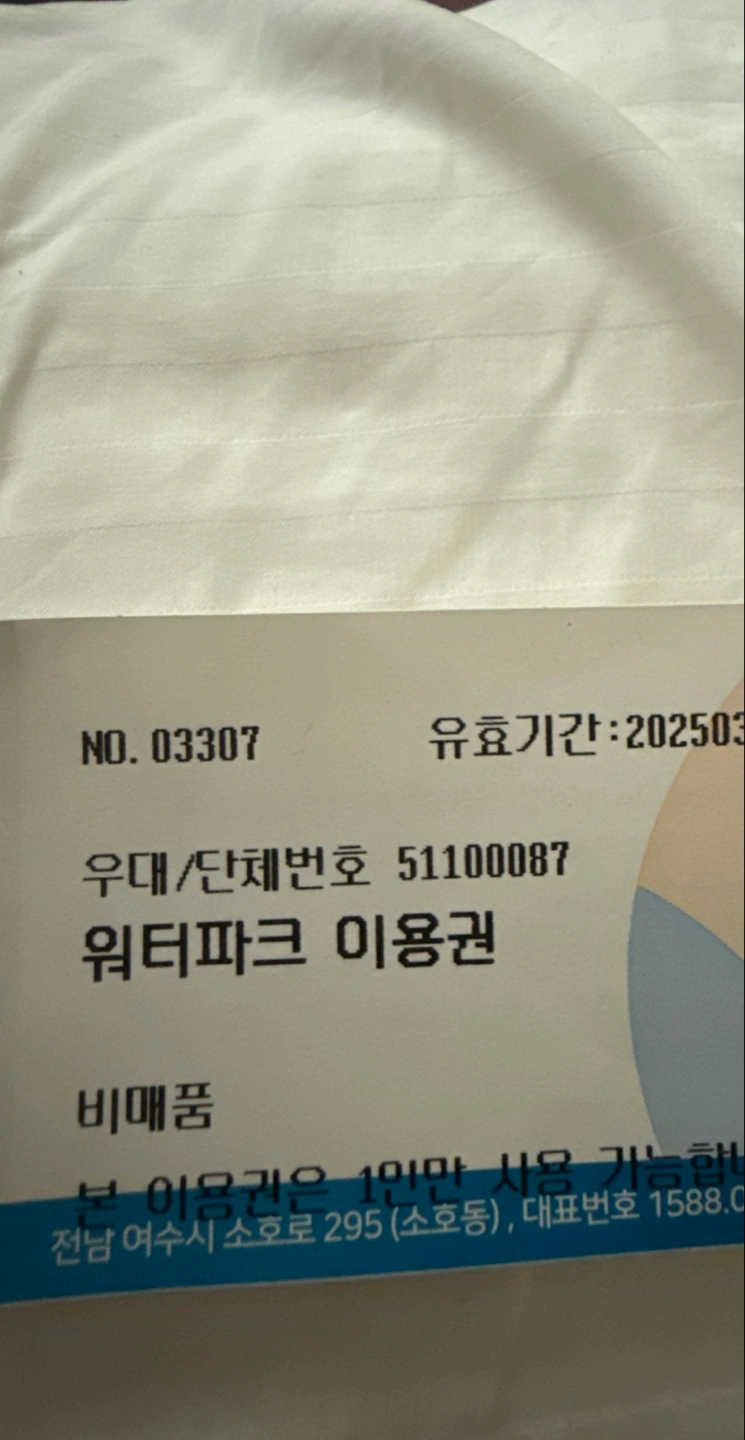 NO. 03307 유효기간:202503
우대/단체번호 51100087
워터파크 이용권
비매품
본 이용권은 1인만 사용 가능합니
전남 여수시 소호로 295 (소호동) , 대표번호 1588.0